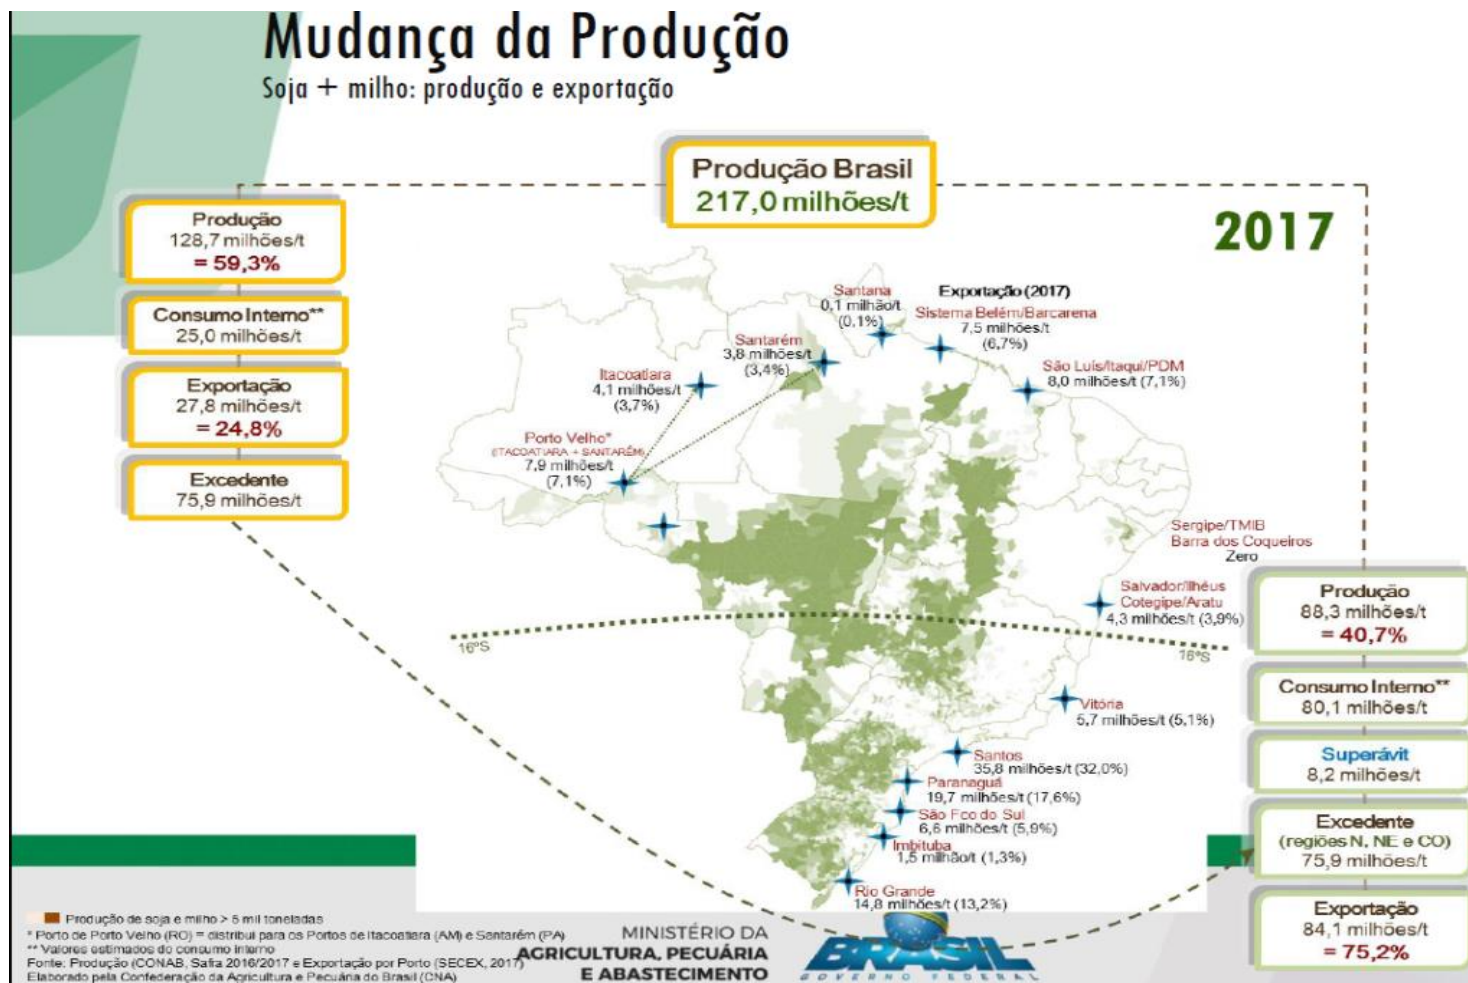 Mudança da Produção
Soja + milho: produção e exportação
Produção Brasil
217,0 milhões/t
2017
Produção
128,7 milhões/t
= 59,3%
Consumo Interno**
25,0 milhões/t
Exportação
27,8 milhões/t
= 24,8%
Excedente
75,9 milhões/t
Santana
0,1 milhão/t
(0,1%)
Exportação (2017)
Sistema Belém/Barcarena
7,5 milhões/t
(6,7%)
Santarém
3,8 milhões/t
(3,4%)
São Luís/Itaqui/PDM
8,0 milhões/t (7,1%)
Itacoatiara
4,1 milhões/t
(3,7%)
Porto Velho*
(ITACOATIARA + SANTARÉM)
7,9 milhões/t
(7,1%)
Sergipe/TMIB
Barra dos Coqueiros
Zero
Salvador/Ilhéus
Cotegipe/Aratu
4,3 milhões/t (3,9%)
16ºS
16ºS
Vitória
5,7 milhões/t (5,1%)
Santos
35,8 milhões/t (32,0%)
Paranaguá
19,7 milhões/t (17,6%)
São Fco do Sul
6,6 milhões/t (5,9%)
Imbituba
1,5 milhão/t (1,3%)
Rio Grande
14,8 milhões/t (13,2%)
Produção
88,3 milhões/t
= 40,7%
Consumo Interno**
80,1 milhões/t
Superávit
8,2 milhões/t
Excedente
(regiões N, NE e CO)
75,9 milhões/t
Exportação
84,1 milhões/t
= 75,2%
Produção de soja e milho > 5 mil toneladas
* Porto de Porto Velho (RO) = distribui para os Portos de Itacoatiara (AM) e Santarém (PA)
** Valores estimados do consumo interno
Fonte: Produção (CONAB, Safra 2016/2017 e Exportação por Porto (SECEX, 2017)
Elaborado pela Confederação da Agricultura e Pecuária do Brasil (CNA)
MINISTÉRIO DA
AGRICULTURA, PECUÁRIA
E ABASTECIMENTO
BRASIL
GOVERNO FEDERAL